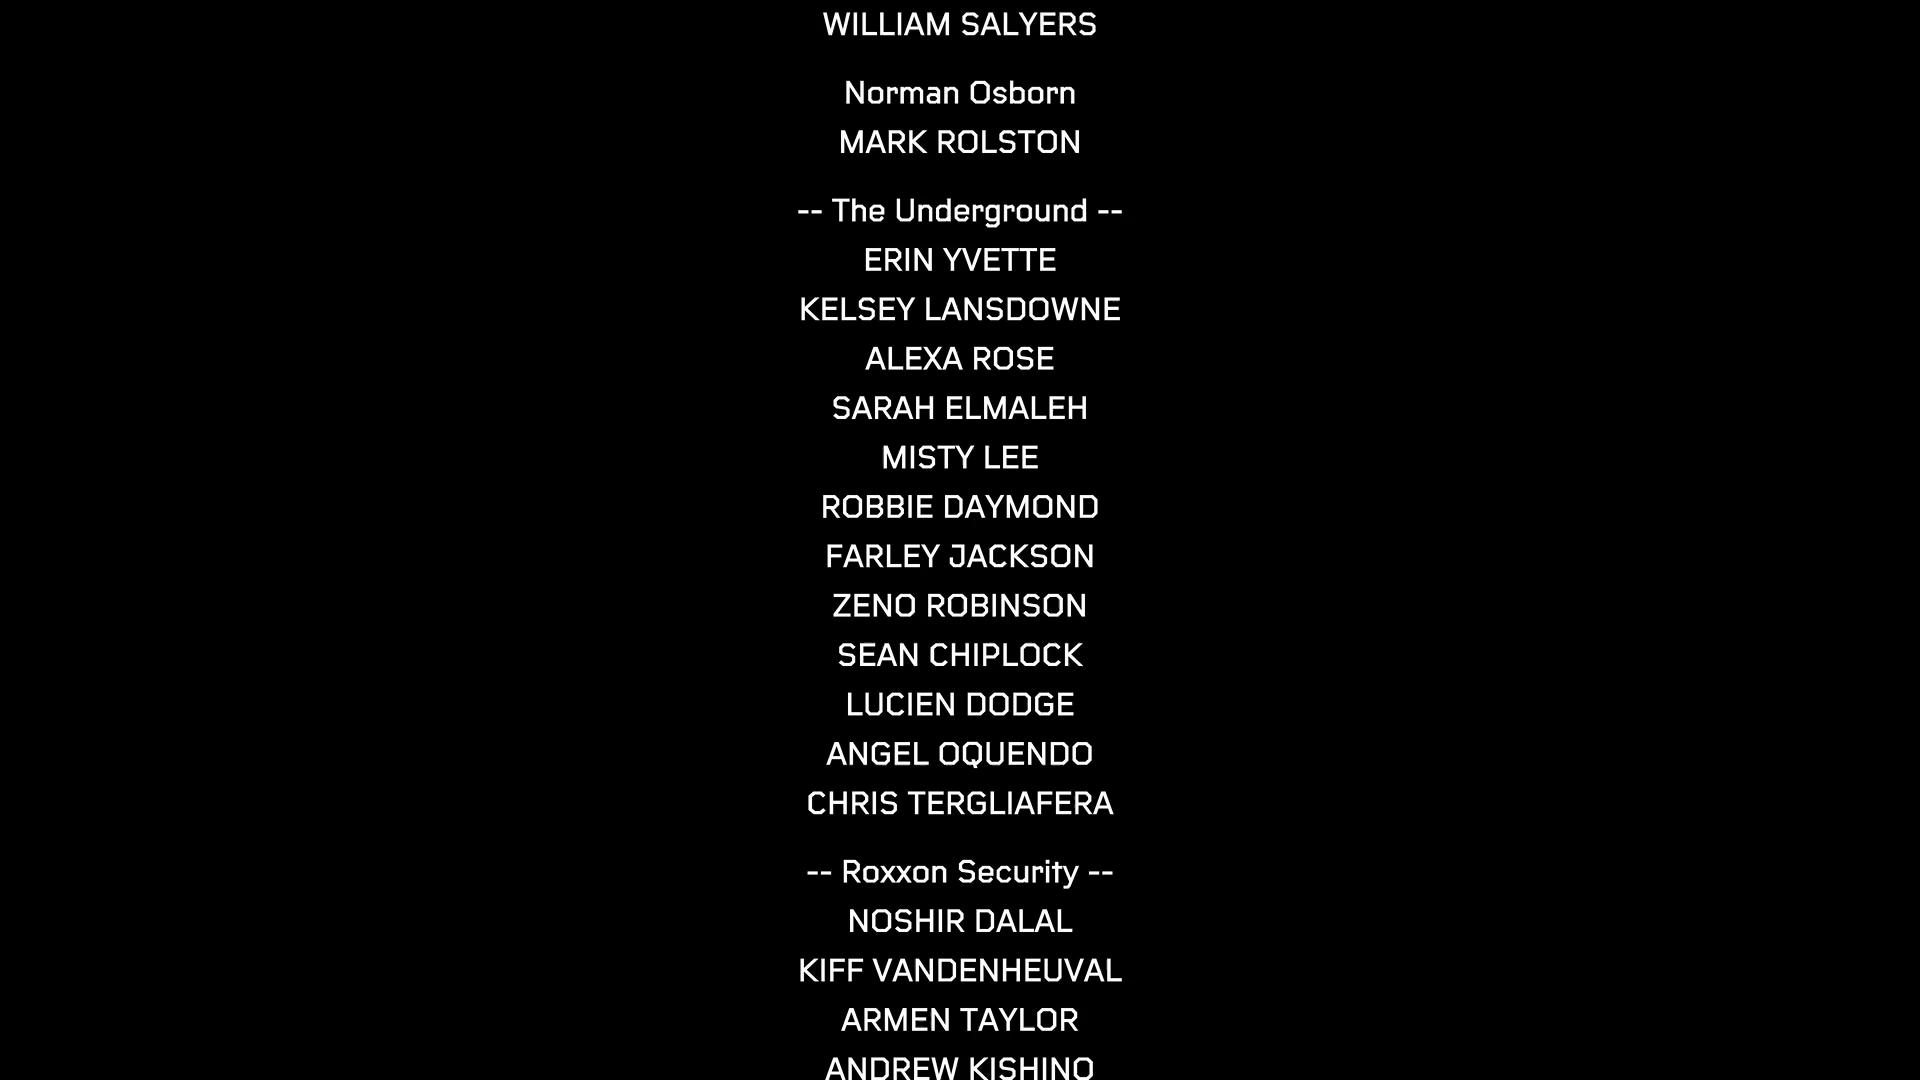 WILLIAM SALYERS
Norman Osborn
MARK ROLSTON
-- The Underground --
ERIN YVETTE
KELSEY LANSDOWNE
ALEXA ROSE
SARAH ELMALEH
MISTY LEE
ROBBIE DAYMOND
FARLEY JACKSON
ZENO ROBINSON
SEAN CHIPLOCK
LUCIEN DODGE
ANGEL OQUENDO
CHRIS TERGLIAFERA
-- Roxxon Security --
NOSHIR DALAL
KIFF VANDENHEUVAL
ARMEN TAYLOR
ANDREW KISHINO